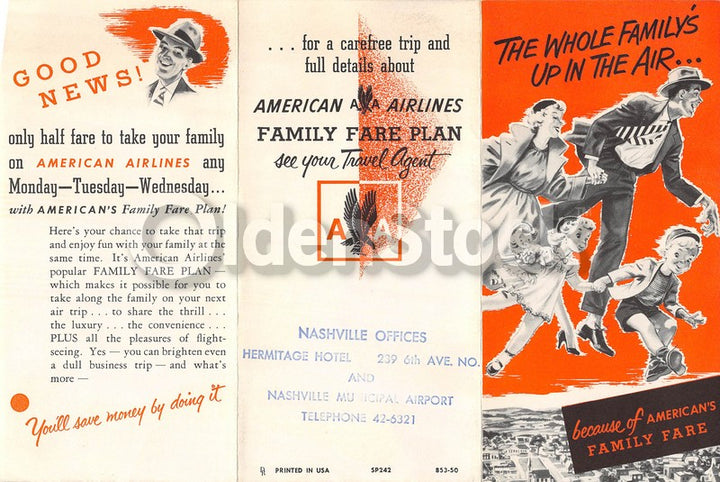 GOOD
NEWS!
only half fare to take your family
on AMERICAN AIRLINES any
Monday—Tuesday—Wednesday...
with AMERICAN'S Family Fare Plan!
Here's your chance to take that trip
and enjoy fun with your family at the
same time. It's American Airlines'
popular FAMILY FARE PLAN —
which makes it possible for you to
take along the family on your next
air trip . . . to share the thrill . . .
the luxury . . . the convenience . . .
PLUS all the pleasures of flight-
seeing. Yes — you can brighten even
a dull business trip — and what's
more —
You'll save money by doing it
. . . for a carefree trip and
full details about
AMERICAN AA AIRLINES
FAMILY FARE PLAN
see your Travel Agent
A A
NASHVILLE OFFICES
HERMITAGE HOTEL 239 6th AVE. NO.
AND
NASHVILLE MUNICIPAL AIRPORT
TELEPHONE 42-6321
PRINTED IN USA SP242 853-50
THE WHOLE FAMILY'S
UP IN THE AIR...
because of AMERICAN'S
FAMILY FARE